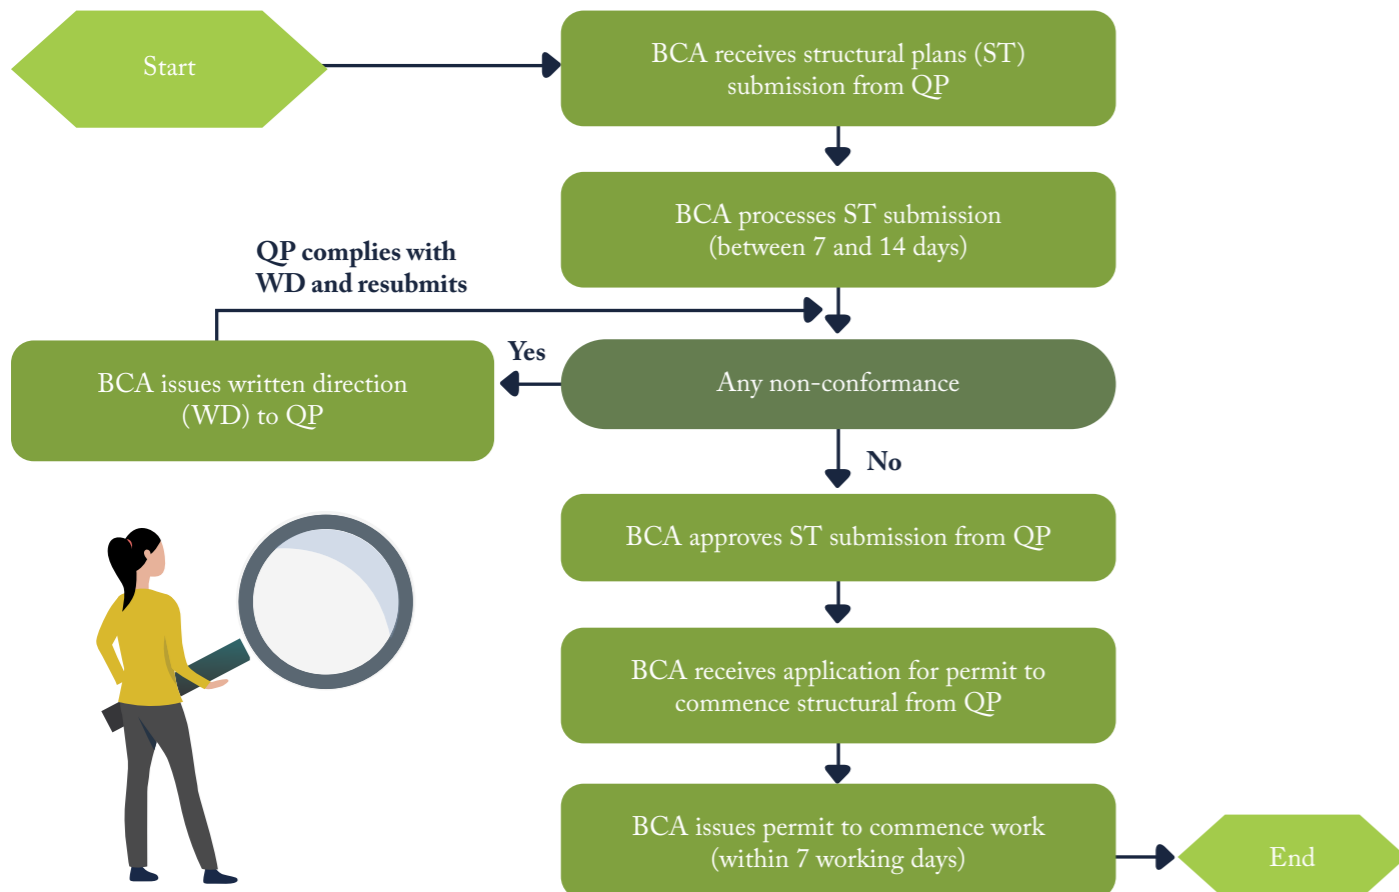 Start
BCA receives structural plans (ST)
submission from QP
BCA processes ST submission
(between 7 and 14 days)
QP complies with
WD and resubmits
Yes
BCA issues written direction
(WD) to QP
Any non-conformance
No
BCA approves ST submission from QP
BCA receives application for permit to
commence structural from QP
BCA issues permit to commence work
(within 7 working days)
End